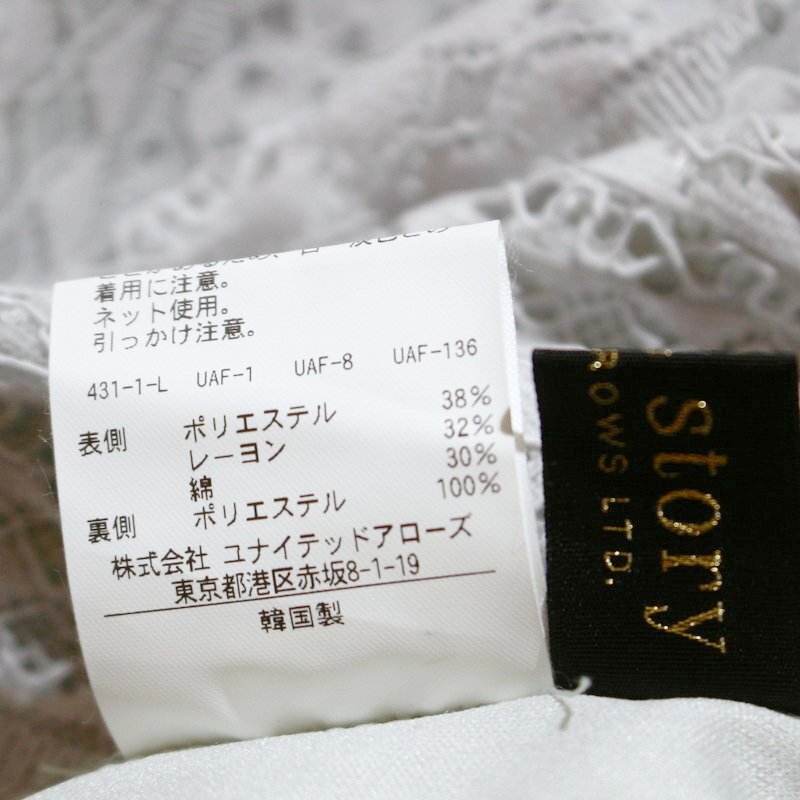 着用に注意。
ネット使用。
引っかけ注意。
431-1-L UAF-1 UAF-8 UAF-136
表側 ポリエステル 38%
レーヨン 32%
綿 30%
裏側 ポリエステル 100%
株式会社 ユナイテッドアローズ
東京都港区赤坂8-1-19
韓国製
story
ROWS LTD.